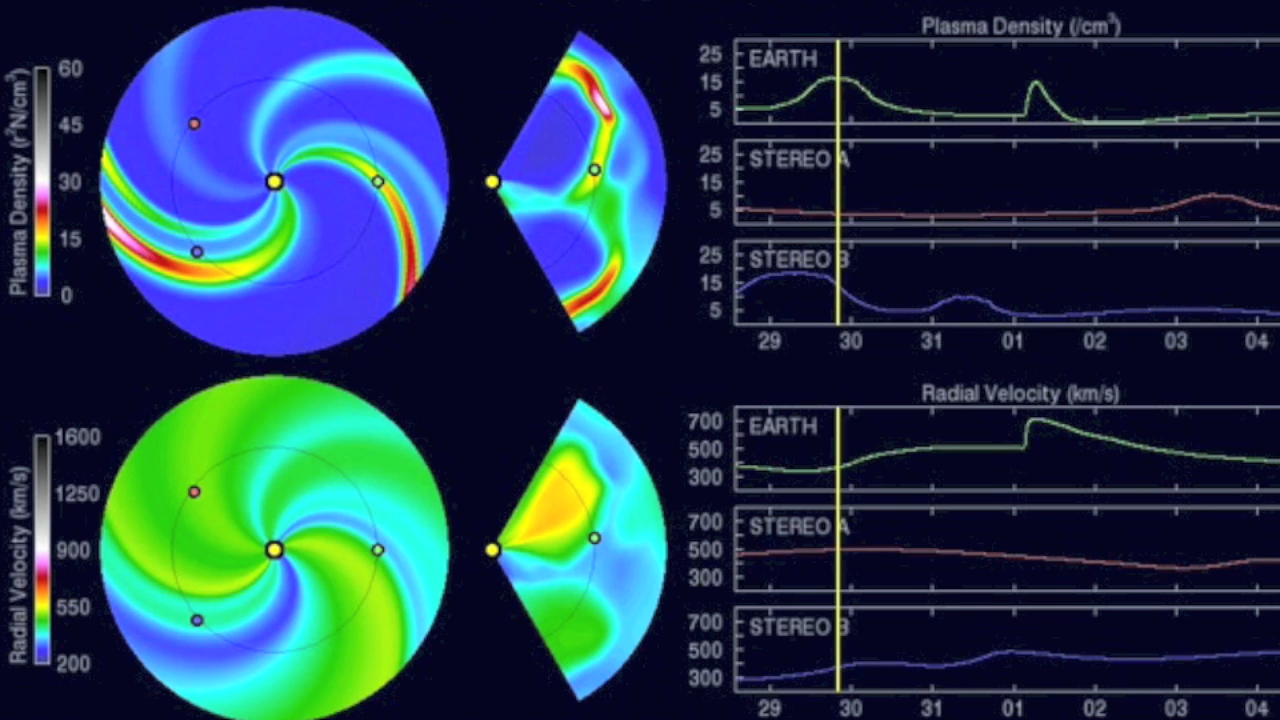 Plasma Density (r²N/cm³)
60
45
30
15
0
Plasma Density (/cm³)
25
15
5
EARTH
25
15
5
STEREO A
25
15
5
STEREO B
29 30 31 01 02 03 04
Radial Velocity (km/s)
1600
1250
900
550
200
Radial Velocity (km/s)
700
500
300
EARTH
700
500
300
STEREO A
700
500
300
STEREO B
29 30 31 01 02 03 04